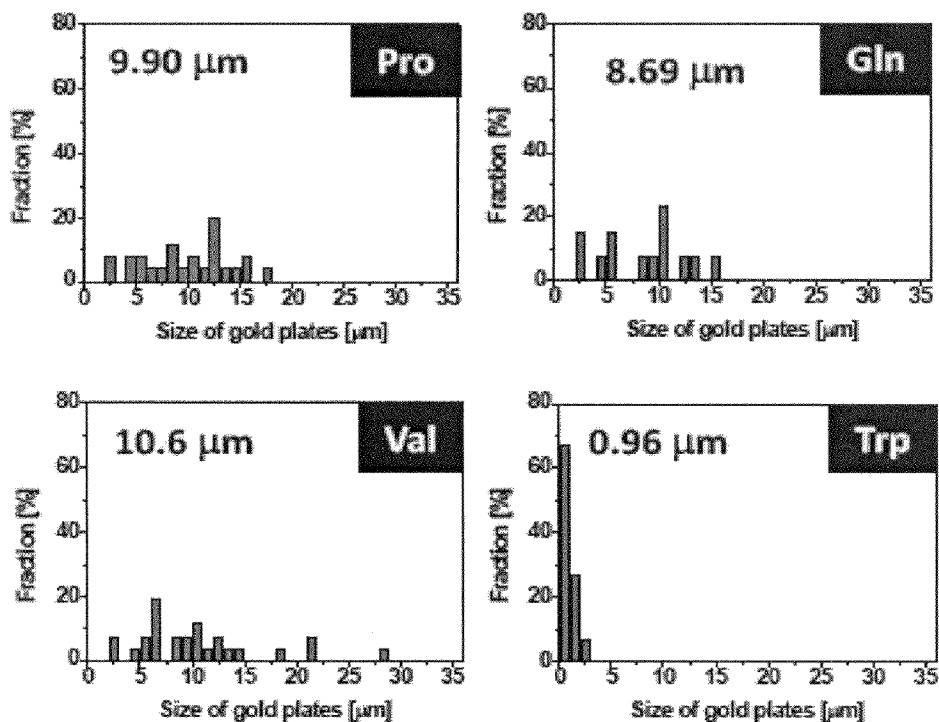 80
60
40
20
0
Fraction [%]
9.90 μm
Pro
0 5 10 15 20 25 30 35
Size of gold plates [μm]
80
60
40
20
0
Fraction [%]
8.69 μm
Gln
0 5 10 15 20 25 30 35
Size of gold plates [μm]
80
60
40
20
0
Fraction [%]
10.6 μm
Val
0 5 10 15 20 25 30 35
Size of gold plates [μm]
80
60
40
20
0
Fraction [%]
0.96 μm
Trp
0 5 10 15 20 25 30 35
Size of gold plates [μm]